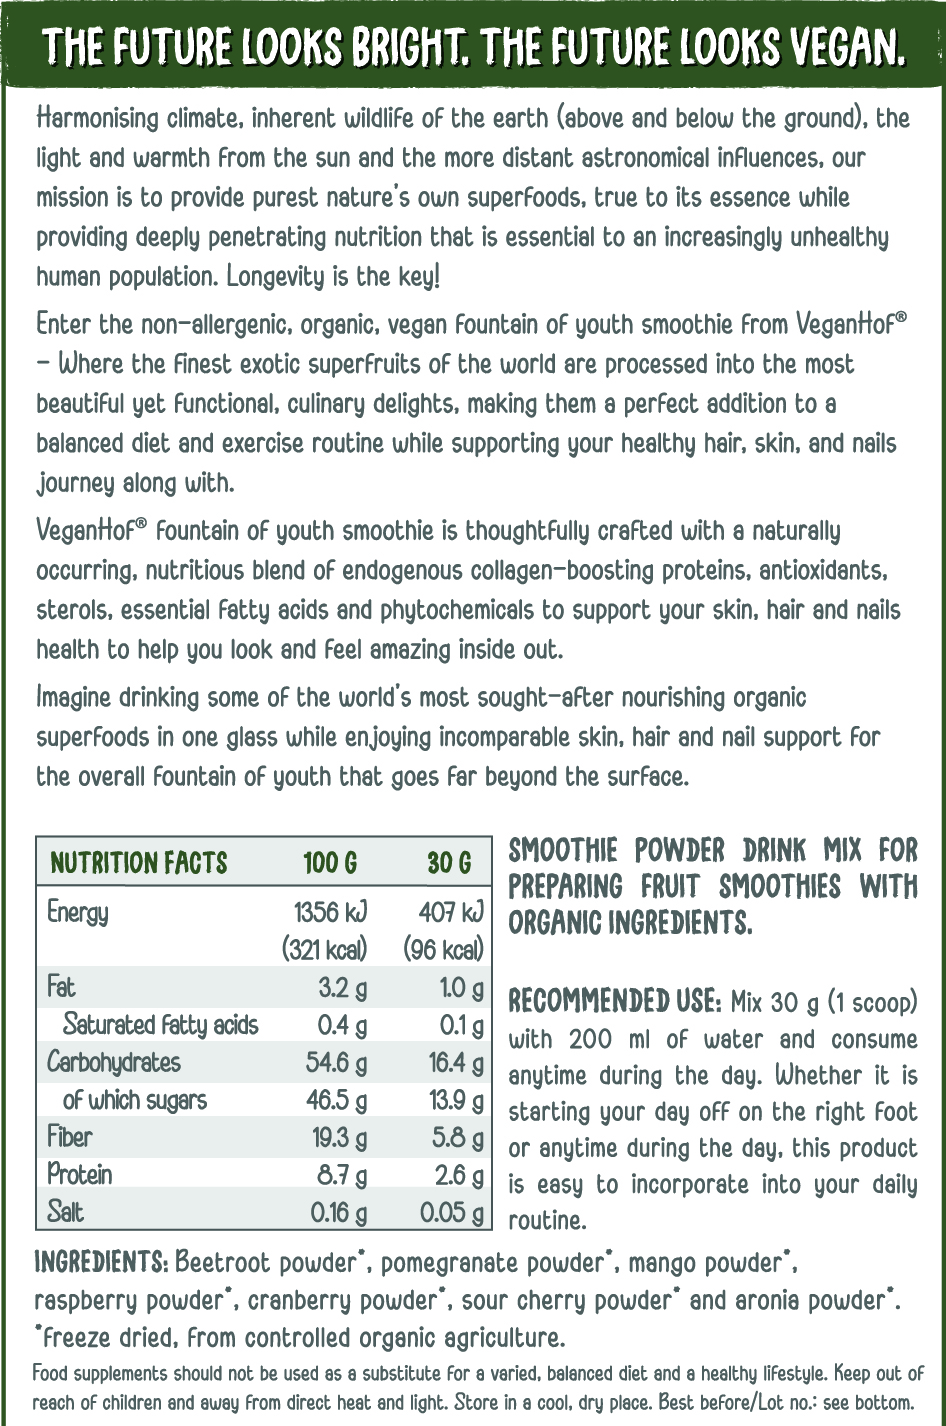 THE FUTURE LOOKS BRIGHT. THE FUTURE LOOKS VEGAN.
Harmonising climate, inherent wildlife of the earth (above and below the ground), the
light and warmth from the sun and the more distant astronomical influences, our
mission is to provide purest nature's own superfoods, true to its essence while
providing deeply penetrating nutrition that is essential to an increasingly unhealthy
human population. Longevity is the key!
Enter the non-allergenic, organic, vegan fountain of youth smoothie from VeganHof®
– Where the finest exotic superfruits of the world are processed into the most
beautiful yet functional, culinary delights, making them a perfect addition to a
balanced diet and exercise routine while supporting your healthy hair, skin, and nails
journey along with.
VeganHof® fountain of youth smoothie is thoughtfully crafted with a naturally
occurring, nutritious blend of endogenous collagen-boosting proteins, antioxidants,
sterols, essential fatty acids and phytochemicals to support your skin, hair and nails
health to help you look and feel amazing inside out.
Imagine drinking some of the world's most sought-after nourishing organic
superfoods in one glass while enjoying incomparable skin, hair and nail support for
the overall fountain of youth that goes far beyond the surface.
NUTRITION FACTS 100 G 30 G
Energy 1356 kJ 407 kJ
(321 kcal) (96 kcal)
Fat 3.2 g 1.0 g
Saturated fatty acids 0.4 g 0.1 g
Carbohydrates 54.6 g 16.4 g
of which sugars 46.5 g 13.9 g
Fiber 19.3 g 5.8 g
Protein 8.7 g 2.6 g
Salt 0.16 g 0.05 g
SMOOTHIE POWDER DRINK MIX FOR
PREPARING FRUIT SMOOTHIES WITH
ORGANIC INGREDIENTS.
RECOMMENDED USE: Mix 30 g (1 scoop)
with 200 ml of water and consume
anytime during the day. Whether it is
starting your day off on the right foot
or anytime during the day, this product
is easy to incorporate into your daily
routine.
INGREDIENTS: Beetroot powder*, pomegranate powder*, mango powder*,
raspberry powder*, cranberry powder*, sour cherry powder* and aronia powder*.
*freeze dried, from controlled organic agriculture.
Food supplements should not be used as a substitute for a varied, balanced diet and a healthy lifestyle. Keep out of
reach of children and away from direct heat and light. Store in a cool, dry place. Best before/Lot no.: see bottom.